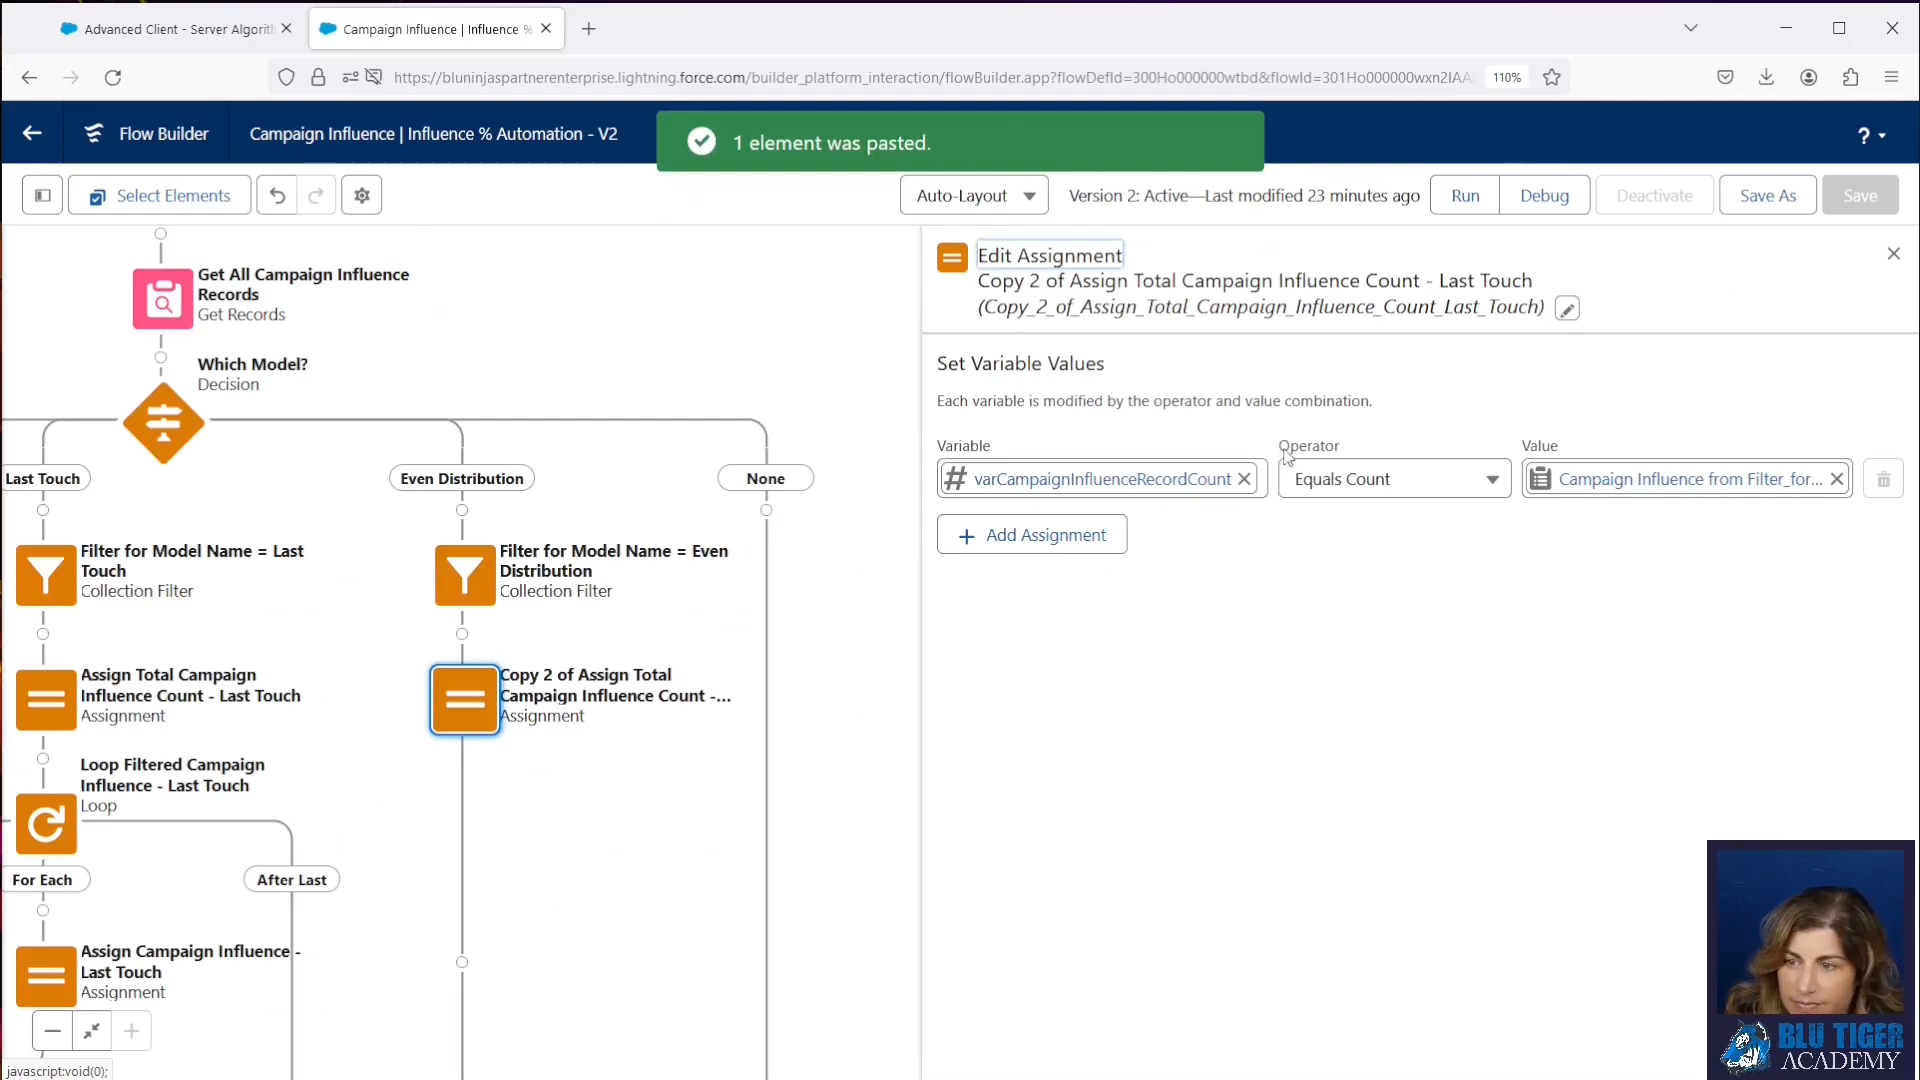 Advanced Client - Server Algorith
Campaign Influence | Influence %
https://bluninjaspartnerenterprise.lightning.force.com/builder_platform_interaction/flowBuilder.app?flowDefId=300Ho000000wtbd&flowId=301Ho000000wxn2IAA
110%
Flow Builder
Campaign Influence | Influence % Automation - V2
1 element was pasted.
?
Select Elements
Auto-Layout
Version 2: Active—Last modified 23 minutes ago
Run
Debug
Deactivate
Save As
Save
Get All Campaign Influence
Records
Get Records
Which Model?
Decision
Last Touch
Even Distribution
None
Filter for Model Name = Last
Touch
Collection Filter
Filter for Model Name = Even
Distribution
Collection Filter
Assign Total Campaign
Influence Count - Last Touch
Assignment
Copy 2 of Assign Total
Campaign Influence Count -...
Assignment
Loop Filtered Campaign
Influence - Last Touch
Loop
For Each
After Last
Assign Campaign Influence -
Last Touch
Assignment
javascript:void(0);
Edit Assignment
Copy 2 of Assign Total Campaign Influence Count - Last Touch
(Copy_2_of_Assign_Total_Campaign_Influence_Count_Last_Touch)
Set Variable Values
Each variable is modified by the operator and value combination.
Variable
Operator
Value
varCampaignInfluenceRecordCount
Equals Count
Campaign Influence from Filter_for...
Add Assignment
BLU TIGER
ACADEMY